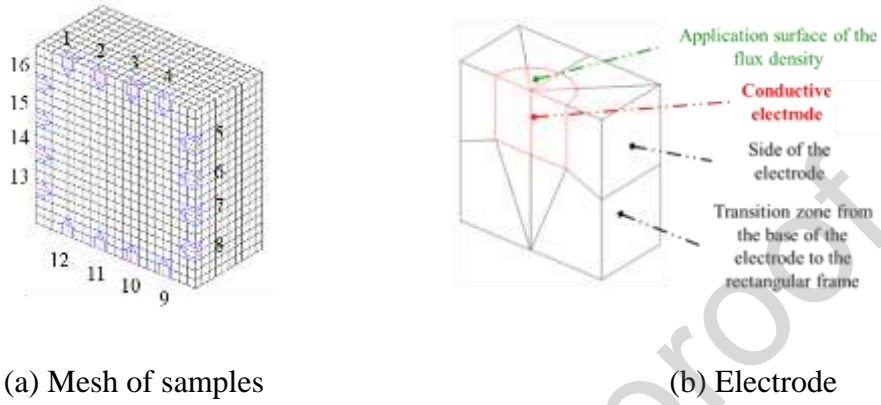 1
2
3
4
16
15
14
13
5
6
7
8
12
11
10
9
Application surface of the
flux density
Conductive
electrode
Side of the
electrode
Transition zone from
the base of the
electrode to the
rectangular frame
proof
(a) Mesh of samples
(b) Electrode